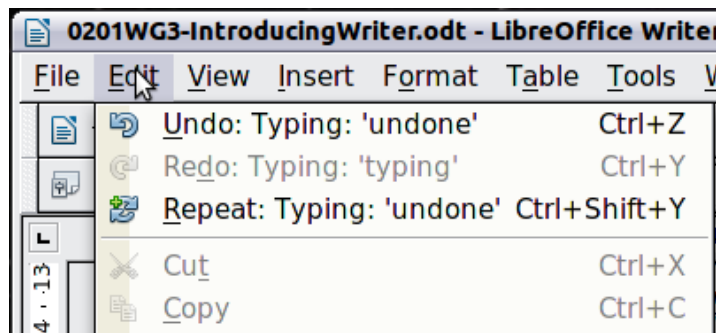 0201WG3-IntroducingWriter.odt - LibreOffice Writer
File Edit View Insert Format Table Tools
Undo: Typing: 'undone' Ctrl+Z
Redo: Typing: 'typing' Ctrl+Y
Repeat: Typing: 'undone' Ctrl+Shift+Y
Cut Ctrl+X
Copy Ctrl+C